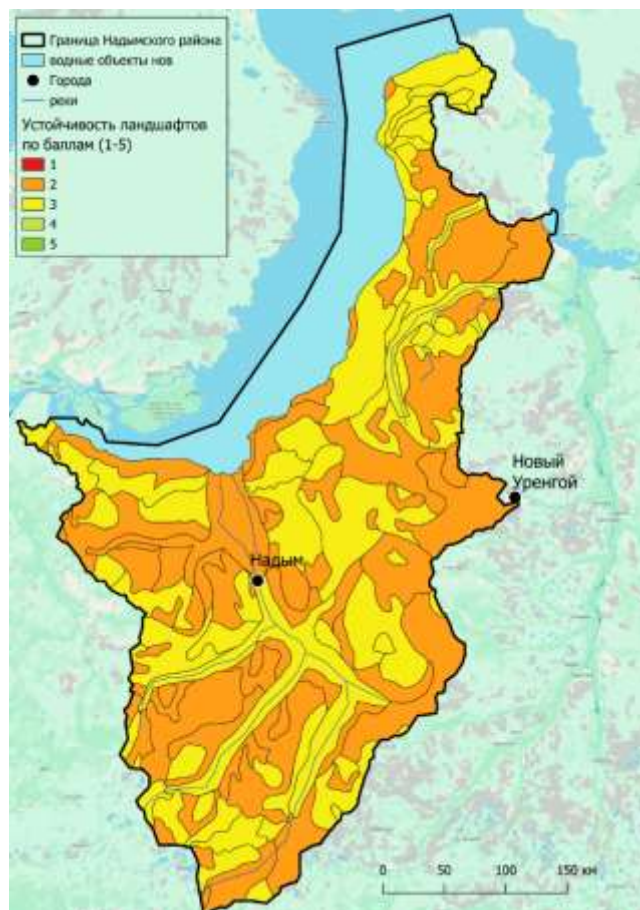 Граница Надымского района
водные объекты нов
Города
реки
Устойчивость ландшафтов
по баллам (1-5)
1
2
3
4
5
Новый
Уренгой
Надым
0 50 100 150 км